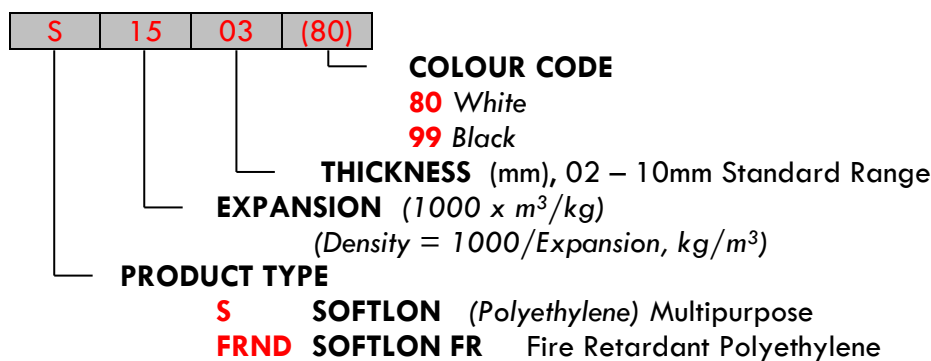 S 15 03 (80)
COLOUR CODE
80 White
99 Black
THICKNESS (mm), 02 – 10mm Standard Range
EXPANSION (1000 x m³/kg)
(Density = 1000/Expansion, kg/m³)
PRODUCT TYPE
S SOFTLON (Polyethylene) Multipurpose
FRND SOFTLON FR Fire Retardant Polyethylene